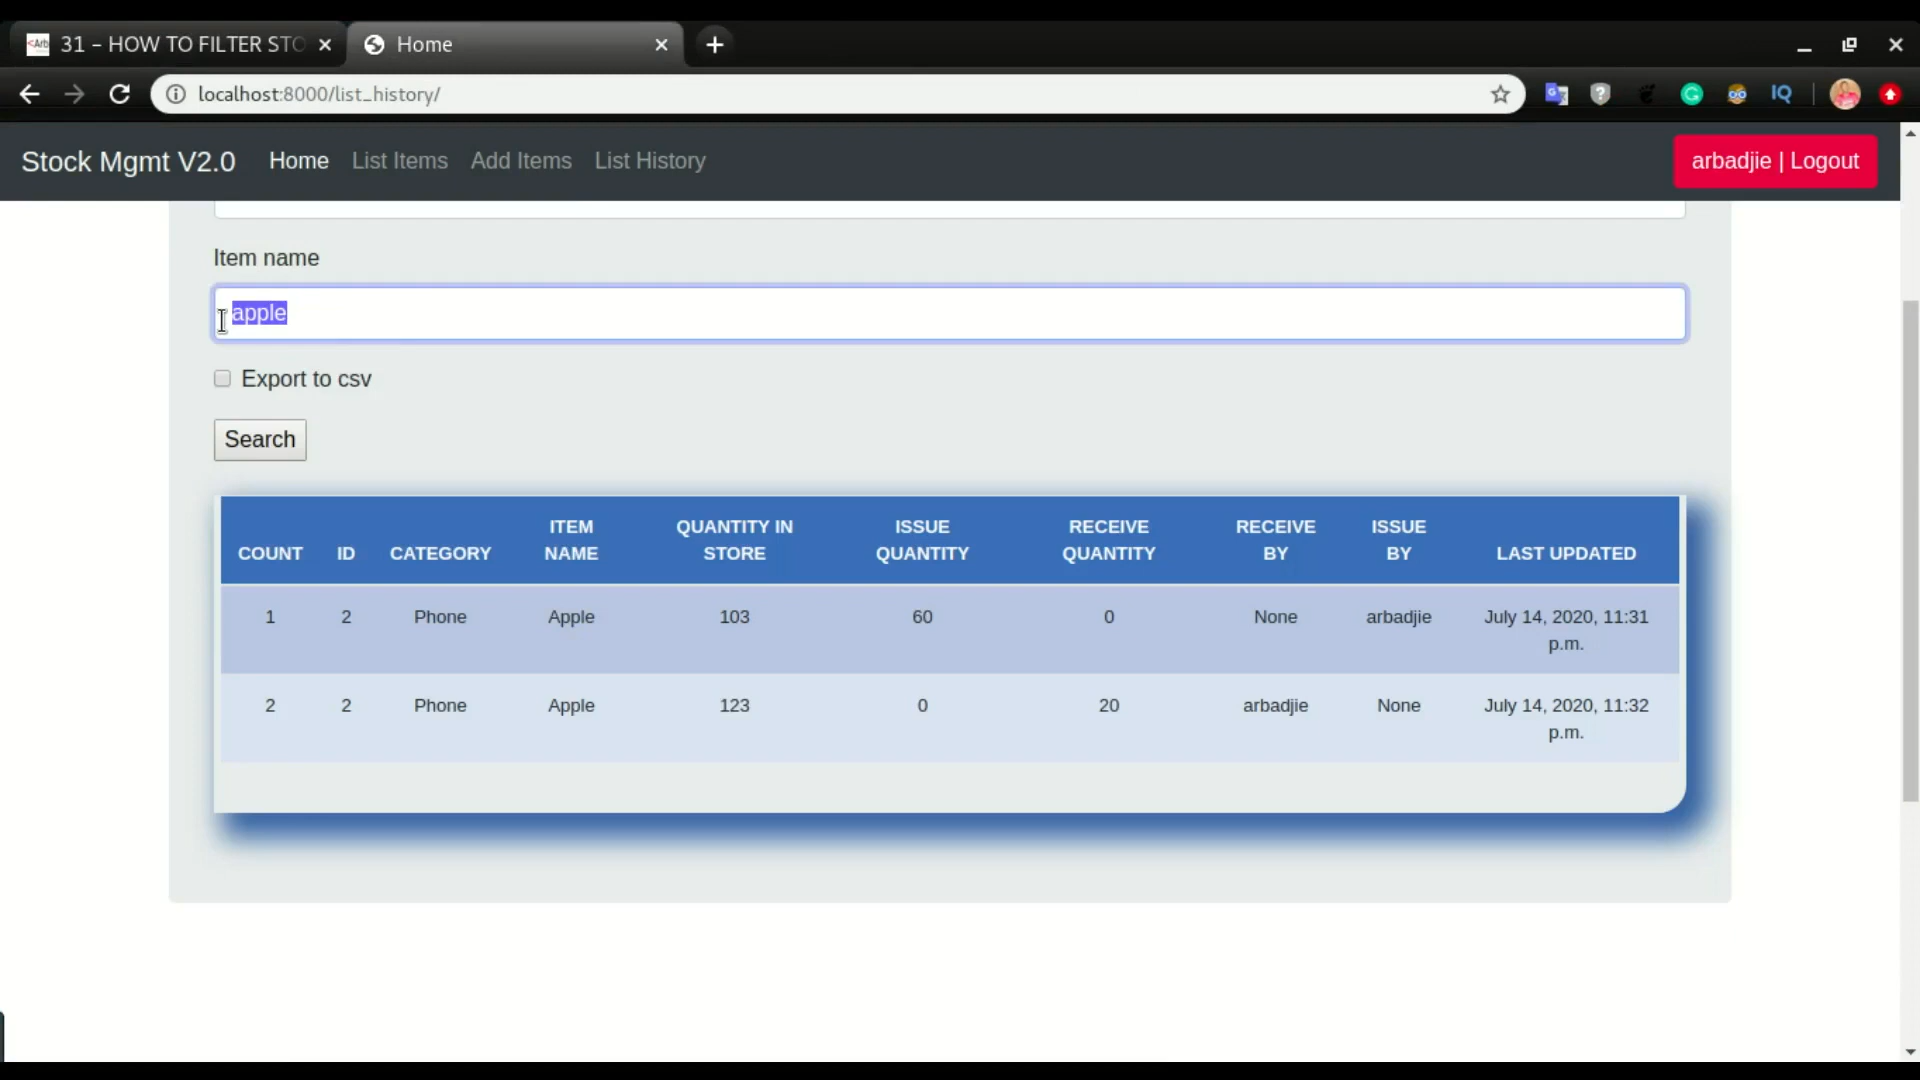 31 – HOW TO FILTER STO
Home
localhost:8000/list_history/
IQ
Stock Mgmt V2.0
Home
List Items
Add Items
List History
arbadjie | Logout
Item name
apple
Export to csv
Search
COUNT
ID
CATEGORY
ITEM
NAME
QUANTITY IN
STORE
ISSUE
QUANTITY
RECEIVE
QUANTITY
RECEIVE
BY
ISSUE
BY
LAST UPDATED
1
2
Phone
Apple
103
60
0
None
arbadjie
July 14, 2020, 11:31
p.m.
2
2
Phone
Apple
123
0
20
arbadjie
None
July 14, 2020, 11:32
p.m.